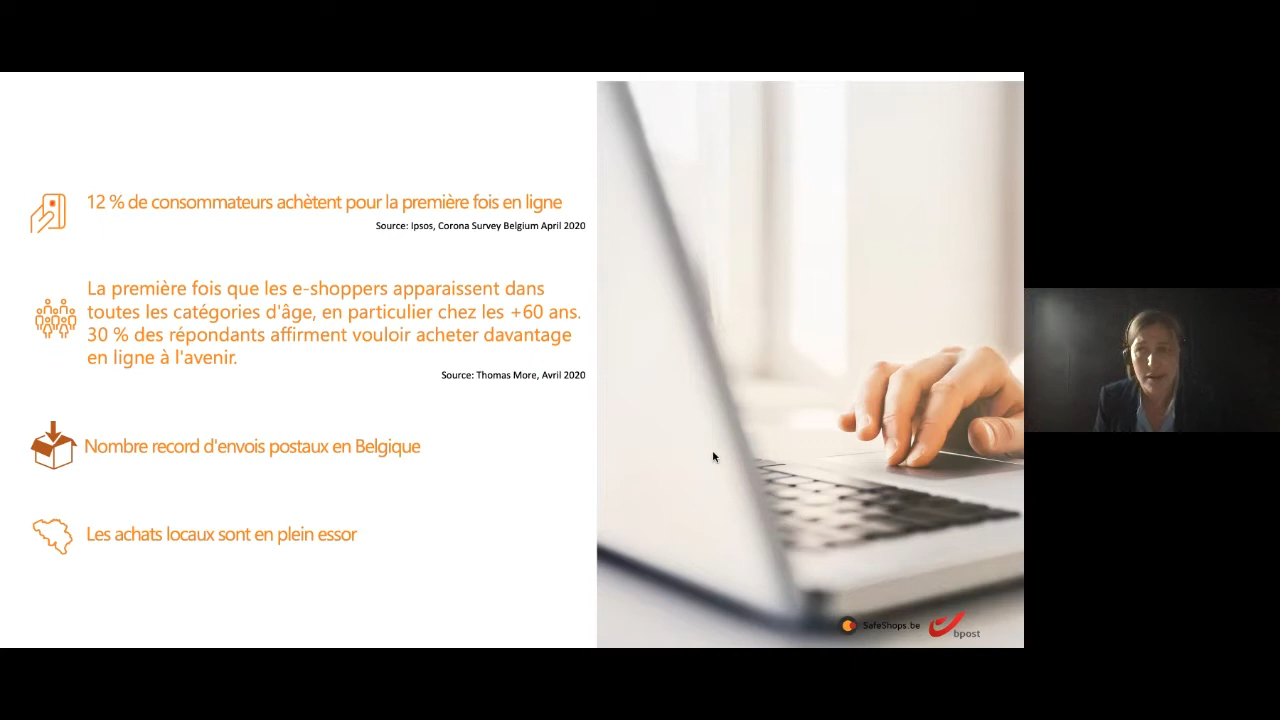 12 % de consommateurs achètent pour la première fois en ligne
Source: Ipsos, Corona Survey Belgium April 2020
La première fois que les e-shoppers apparaissent dans
toutes les catégories d'âge, en particulier chez les +60 ans.
30 % des répondants affirment vouloir acheter davantage
en ligne à l'avenir.
Source: Thomas More, Avril 2020
Nombre record d'envois postaux en Belgique
Les achats locaux sont en plein essor
SafeShops.be
bpost